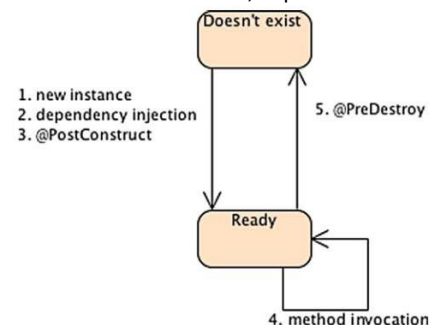 Doesn't exist
1. new instance
2. dependency injection
3. @PostConstruct
5. @PreDestroy
Ready
4. method invocation